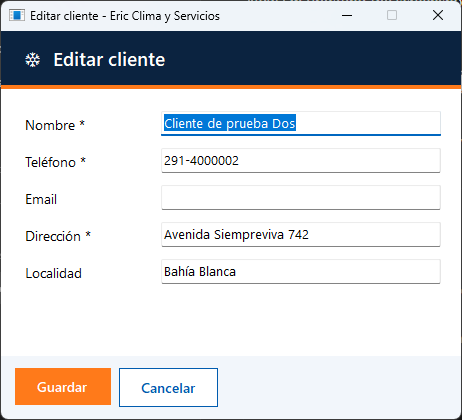 Editar cliente - Eric Clima y Servicios
Editar cliente
Nombre * Cliente de prueba Dos
Teléfono * 291-4000002
Email
Dirección * Avenida Siempreviva 742
Localidad Bahía Blanca
Guardar Cancelar